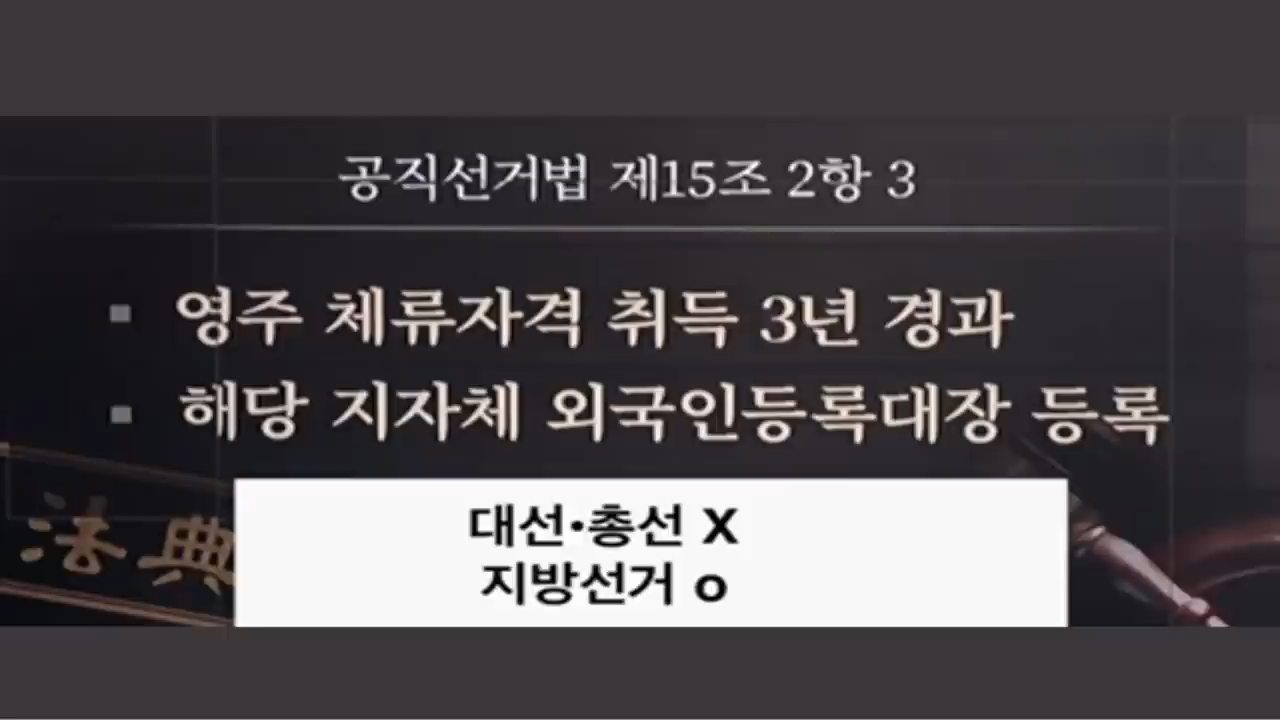 공직선거법 제15조 2항 3
영주 체류자격 취득 3년 경과
해당 지자체 외국인등록대장 등록
法典
대선·총선 X
지방선거 o